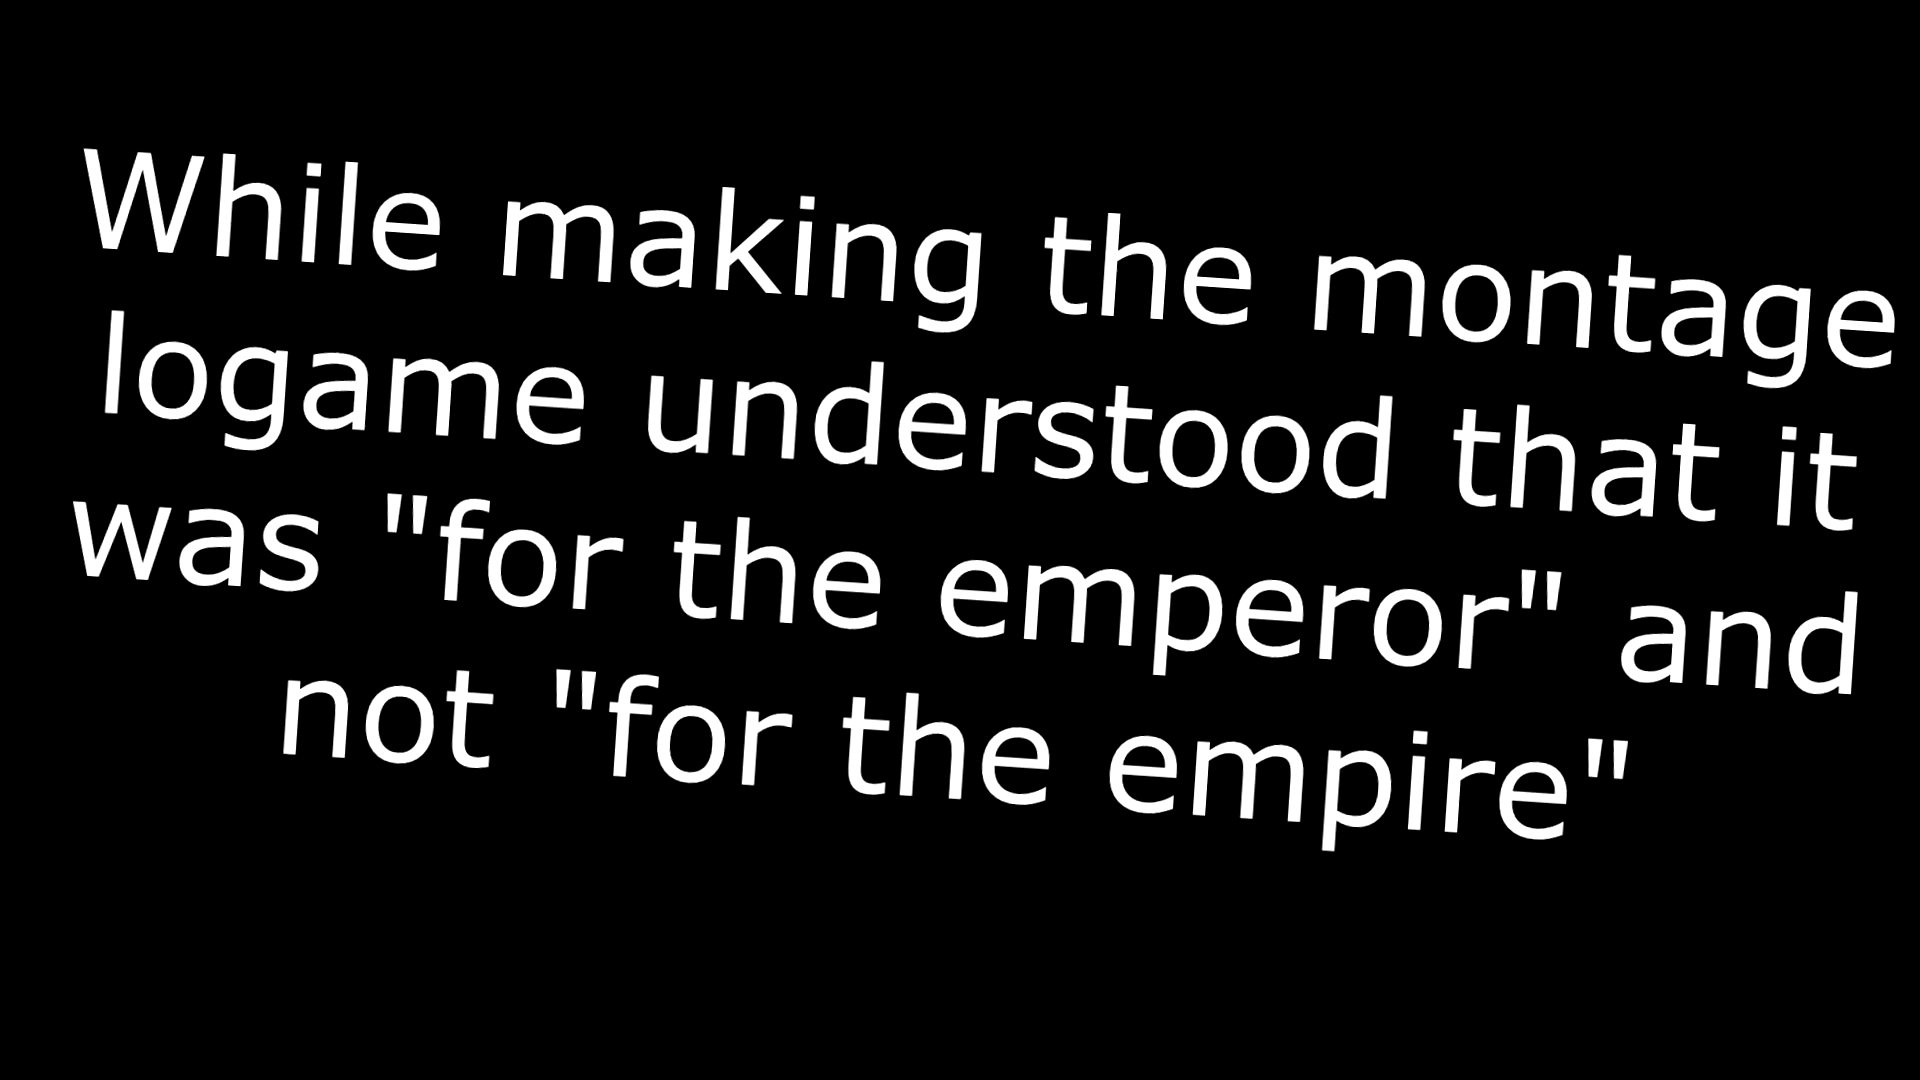 While making the montage
logame understood that it
was "for the emperor" and
not "for the empire"